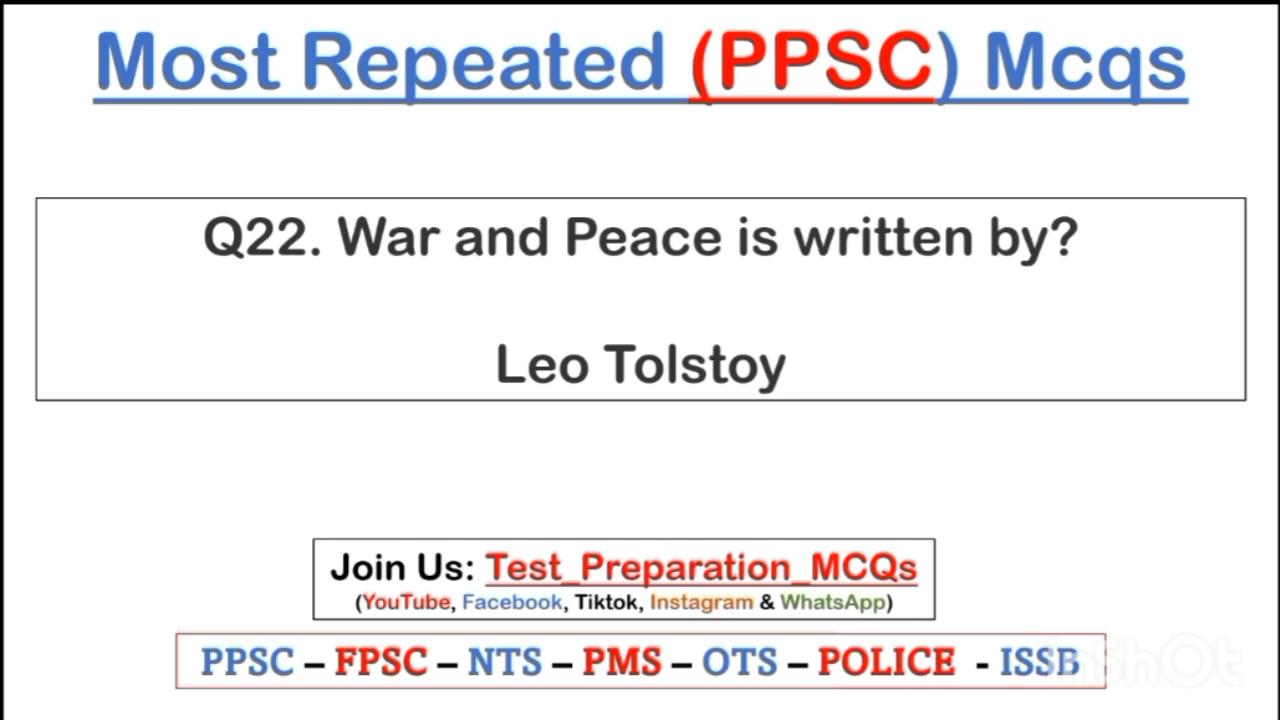 Most Repeated (PPSC) Mcqs
Q22. War and Peace is written by?
Leo Tolstoy
Join Us: Test_Preparation_MCQs
(YouTube, Facebook, Tiktok, Instagram & WhatsApp)
PPSC – FPSC – NTS – PMS – OTS – POLICE - ISSB
InShOt